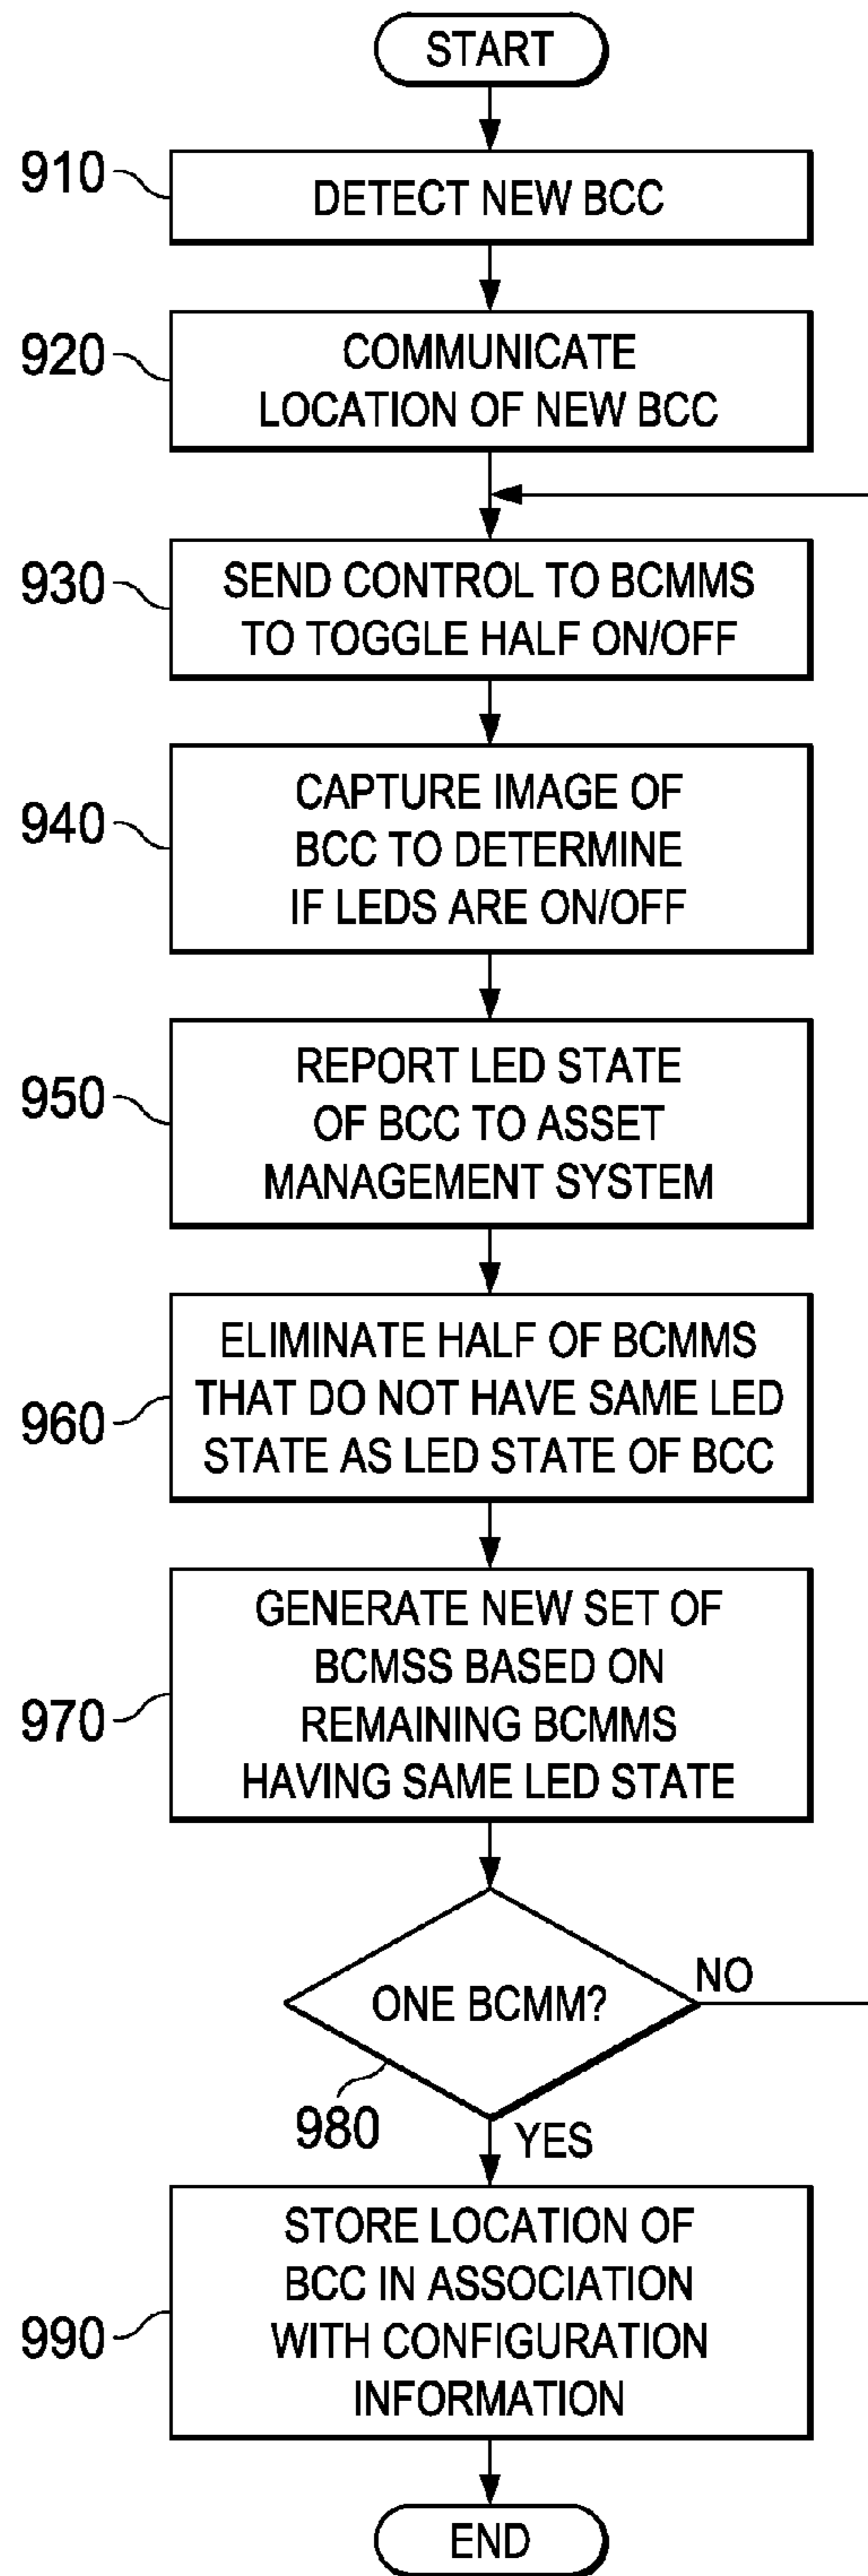 START
910
DETECT NEW BCC
920
COMMUNICATE
LOCATION OF NEW BCC
930
SEND CONTROL TO BCMMS
TO TOGGLE HALF ON/OFF
940
CAPTURE IMAGE OF
BCC TO DETERMINE
IF LEDS ARE ON/OFF
950
REPORT LED STATE
OF BCC TO ASSET
MANAGEMENT SYSTEM
960
ELIMINATE HALF OF BCMMS
THAT DO NOT HAVE SAME LED
STATE AS LED STATE OF BCC
970
GENERATE NEW SET OF
BCMSS BASED ON
REMAINING BCMMS
HAVING SAME LED STATE
ONE BCMM?
NO
980
YES
990
STORE LOCATION OF
BCC IN ASSOCIATION
WITH CONFIGURATION
INFORMATION
END